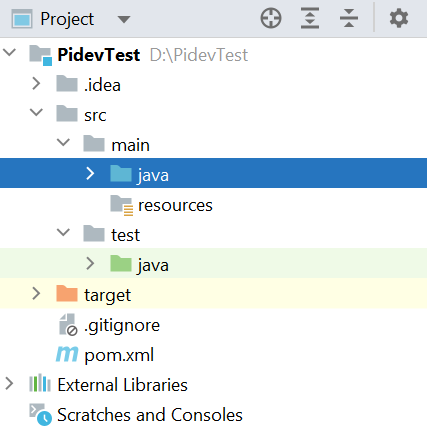 Project
PidevTest D:\PidevTest
.idea
src
main
java
resources
test
java
target
.gitignore
pom.xml
External Libraries
Scratches and Consoles